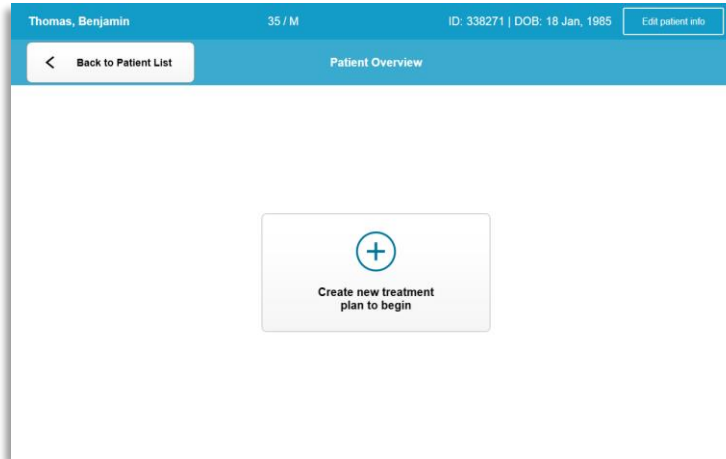 Thomas, Benjamin 35 / M ID: 338271 | DOB: 18 Jan, 1985 Edit patient info
Back to Patient List Patient Overview
Create new treatment
plan to begin